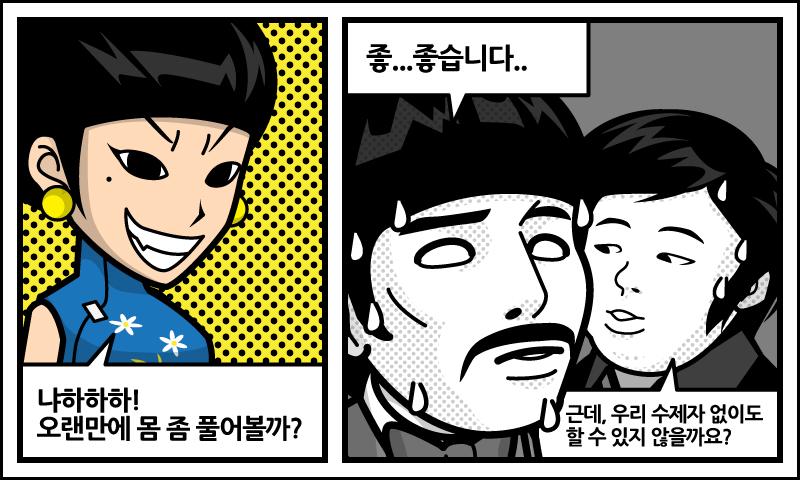 냐하하하!
오랜만에 몸 좀 풀어볼까?
좋...좋습니다..
근데, 우리 수제자 없이도
할 수 있지 않을까요?